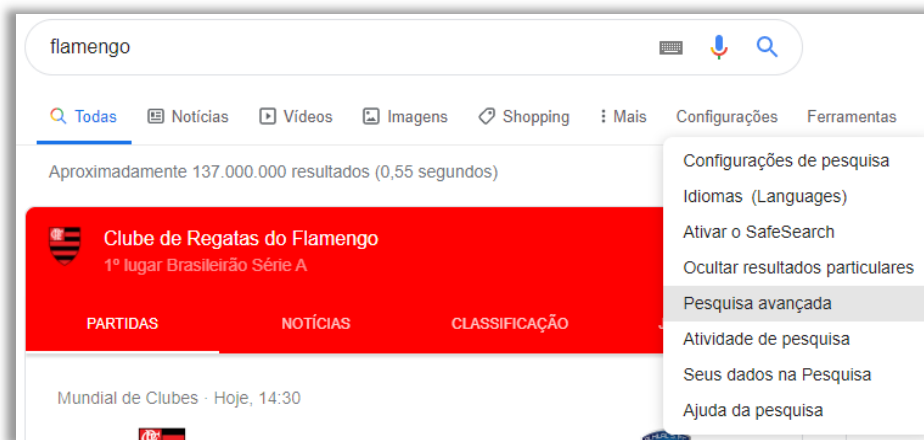 flamengo
Todas Notícias Vídeos Imagens Shopping Mais Configurações Ferramentas
Aproximadamente 137.000.000 resultados (0,55 segundos)
Clube de Regatas do Flamengo
1º lugar Brasileirão Série A
PARTIDAS NOTÍCIAS CLASSIFICAÇÃO
Mundial de Clubes · Hoje, 14:30
Configurações de pesquisa
Idiomas (Languages)
Ativar o SafeSearch
Ocultar resultados particulares
Pesquisa avançada
Atividade de pesquisa
Seus dados na Pesquisa
Ajuda da pesquisa